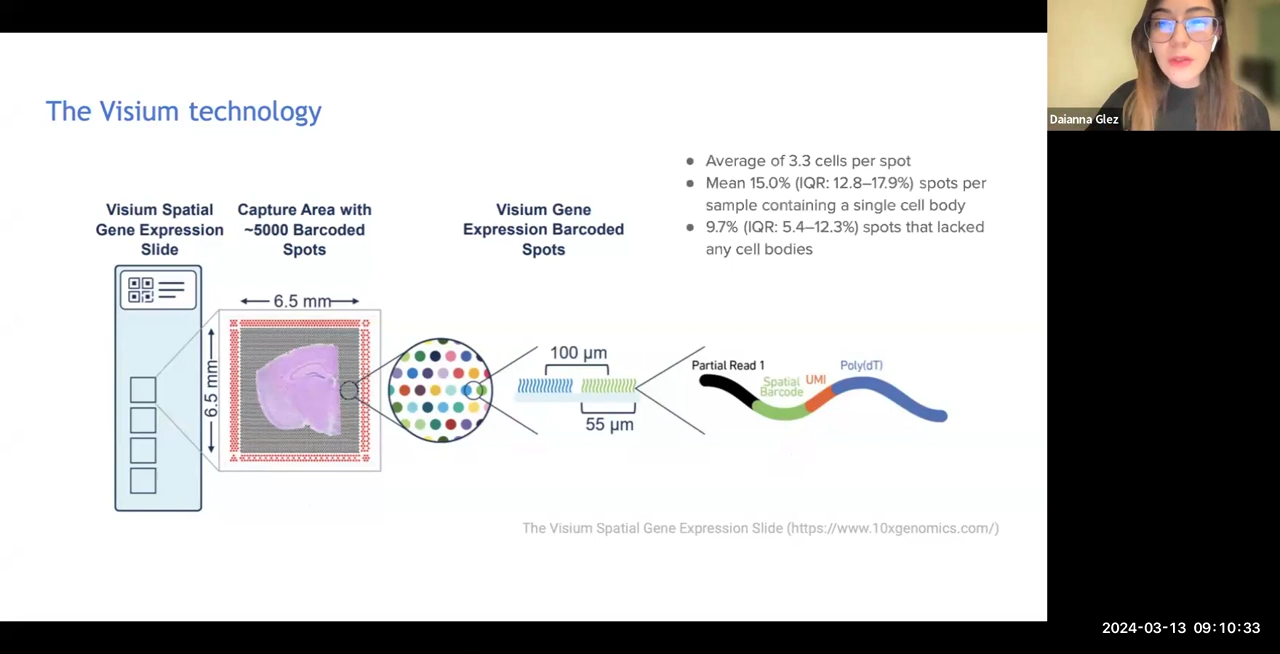 The Visium technology
Daianna Glez
Average of 3.3 cells per spot
Mean 15.0% (IQR: 12.8–17.9%) spots per
sample containing a single cell body
9.7% (IQR: 5.4–12.3%) spots that lacked
any cell bodies
Visium Spatial
Gene Expression
Slide
Capture Area with
~5000 Barcoded
Spots
Visium Gene
Expression Barcoded
Spots
6.5 mm
6.5 mm
100 µm
55 µm
Partial Read 1
Spatial
Barcode
UMI
Poly(dT)
The Visium Spatial Gene Expression Slide (https://www.10xgenomics.com/)
2024-03-13 09:10:33